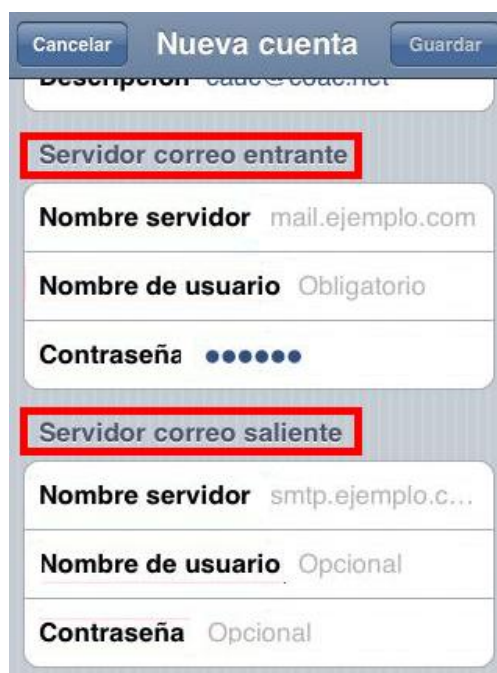 Cancelar Nueva cuenta Guardar
Descripción
Servidor correo entrante
Nombre servidor mail.ejemplo.com
Nombre de usuario Obligatorio
Contraseña ••••••
Servidor correo saliente
Nombre servidor smtp.ejemplo.c...
Nombre de usuario Opcional
Contraseña Opcional